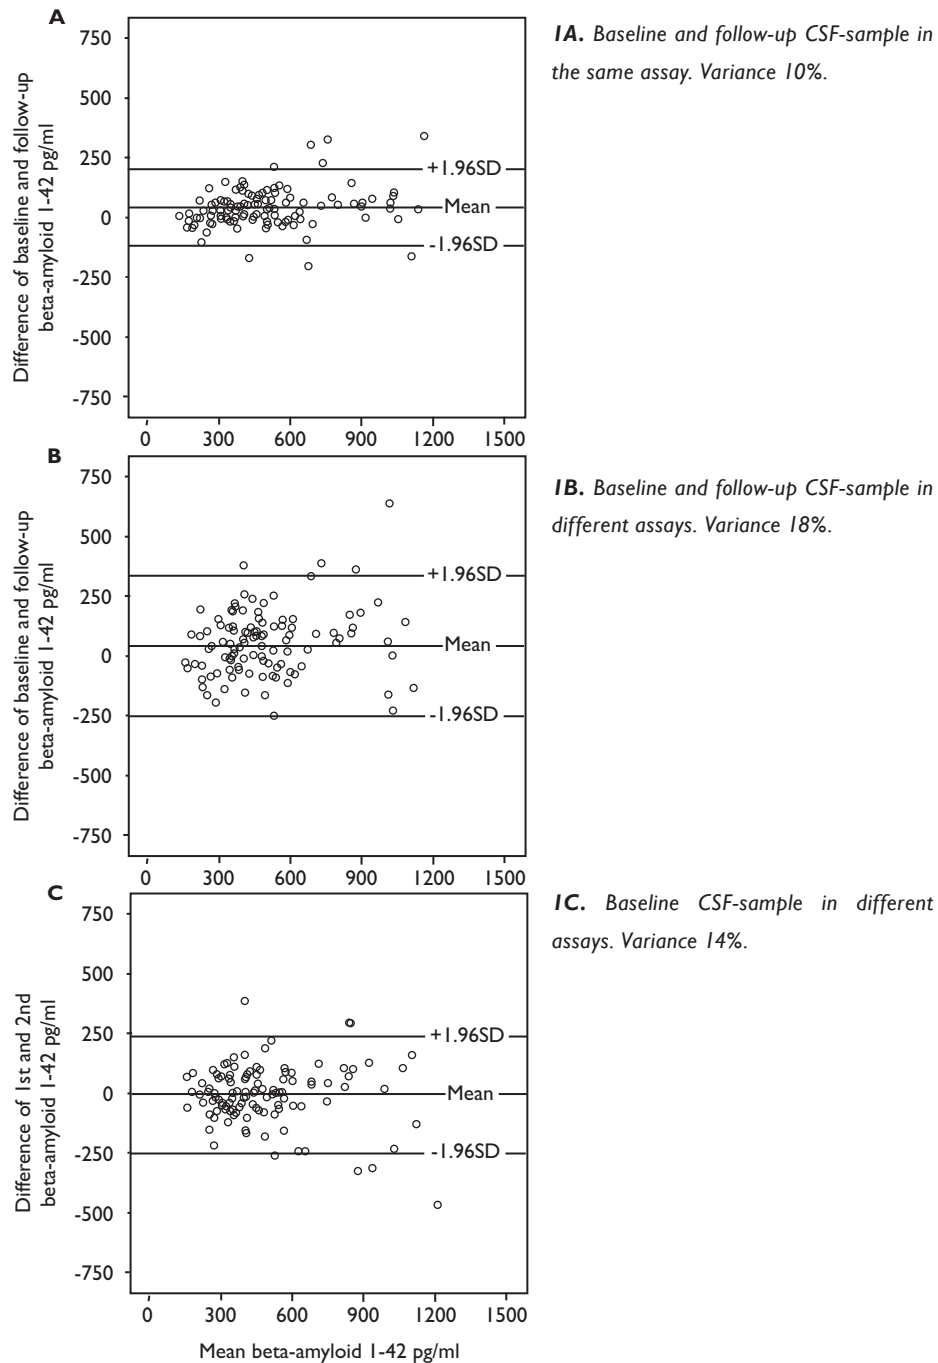 A
1A. Baseline and follow-up CSF-sample in
the same assay. Variance 10%.
Difference of baseline and follow-up
beta-amyloid 1-42 pg/ml
750
500
250
0
-250
-500
-750
+1.96SD
Mean
-1.96SD
0 300 600 900 1200 1500
B
1B. Baseline and follow-up CSF-sample in
different assays. Variance 18%.
Difference of baseline and follow-up
beta-amyloid 1-42 pg/ml
750
500
250
0
-250
-500
-750
+1.96SD
Mean
-1.96SD
0 300 600 900 1200 1500
C
1C. Baseline CSF-sample in different
assays. Variance 14%.
Difference of 1st and 2nd
beta-amyloid 1-42 pg/ml
750
500
250
0
-250
-500
-750
+1.96SD
Mean
-1.96SD
0 300 600 900 1200 1500
Mean beta-amyloid 1-42 pg/ml